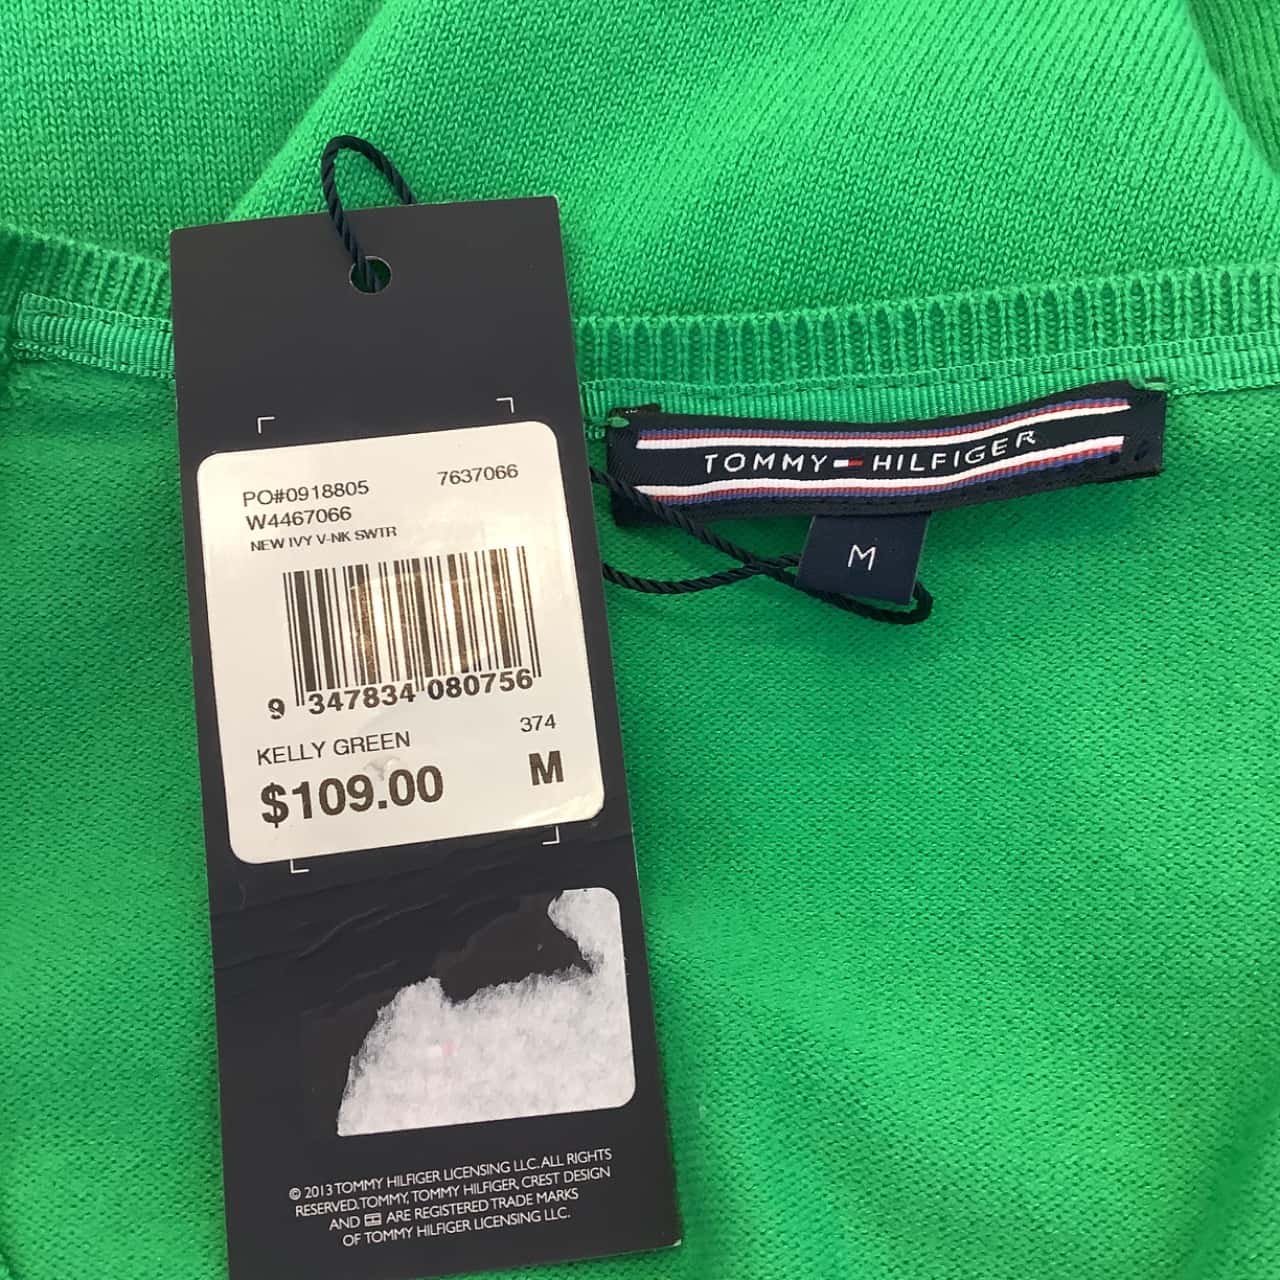 PO#0918805 7637066
W4467066
NEW IVY V-NK SWTR
9 347834 080756
KELLY GREEN 374
$109.00 M
© 2013 TOMMY HILFIGER LICENSING LLC. ALL RIGHTS
RESERVED. TOMMY, TOMMY HILFIGER, CREST DESIGN
AND ARE REGISTERED TRADE MARKS
OF TOMMY HILFIGER LICENSING LLC.
TOMMY HILFIGER
M